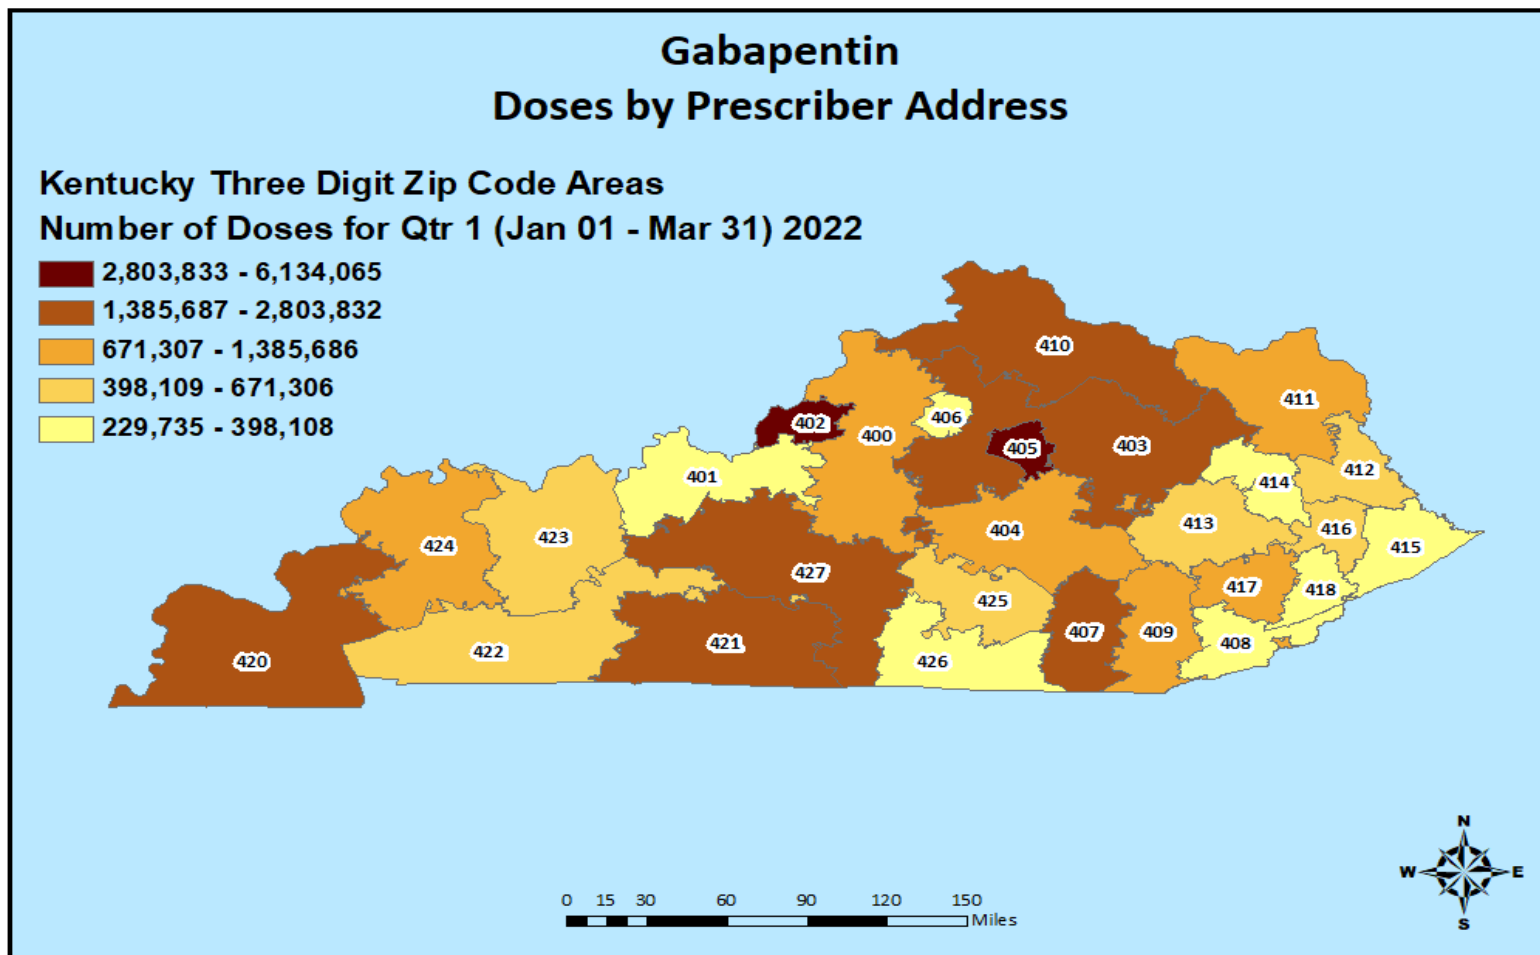 Gabapentin
Doses by Prescriber Address
Kentucky Three Digit Zip Code Areas
Number of Doses for Qtr 1 (Jan 01 - Mar 31) 2022
2,803,833 - 6,134,065
1,385,687 - 2,803,832
671,307 - 1,385,686
398,109 - 671,306
229,735 - 398,108
410
411
402
406
400
405
403
412
401
414
413
416
415
424
423
404
427
417
418
425
420
422
421
426
407
409
408
N
W E
S
0 15 30 60 90 120 150
Miles